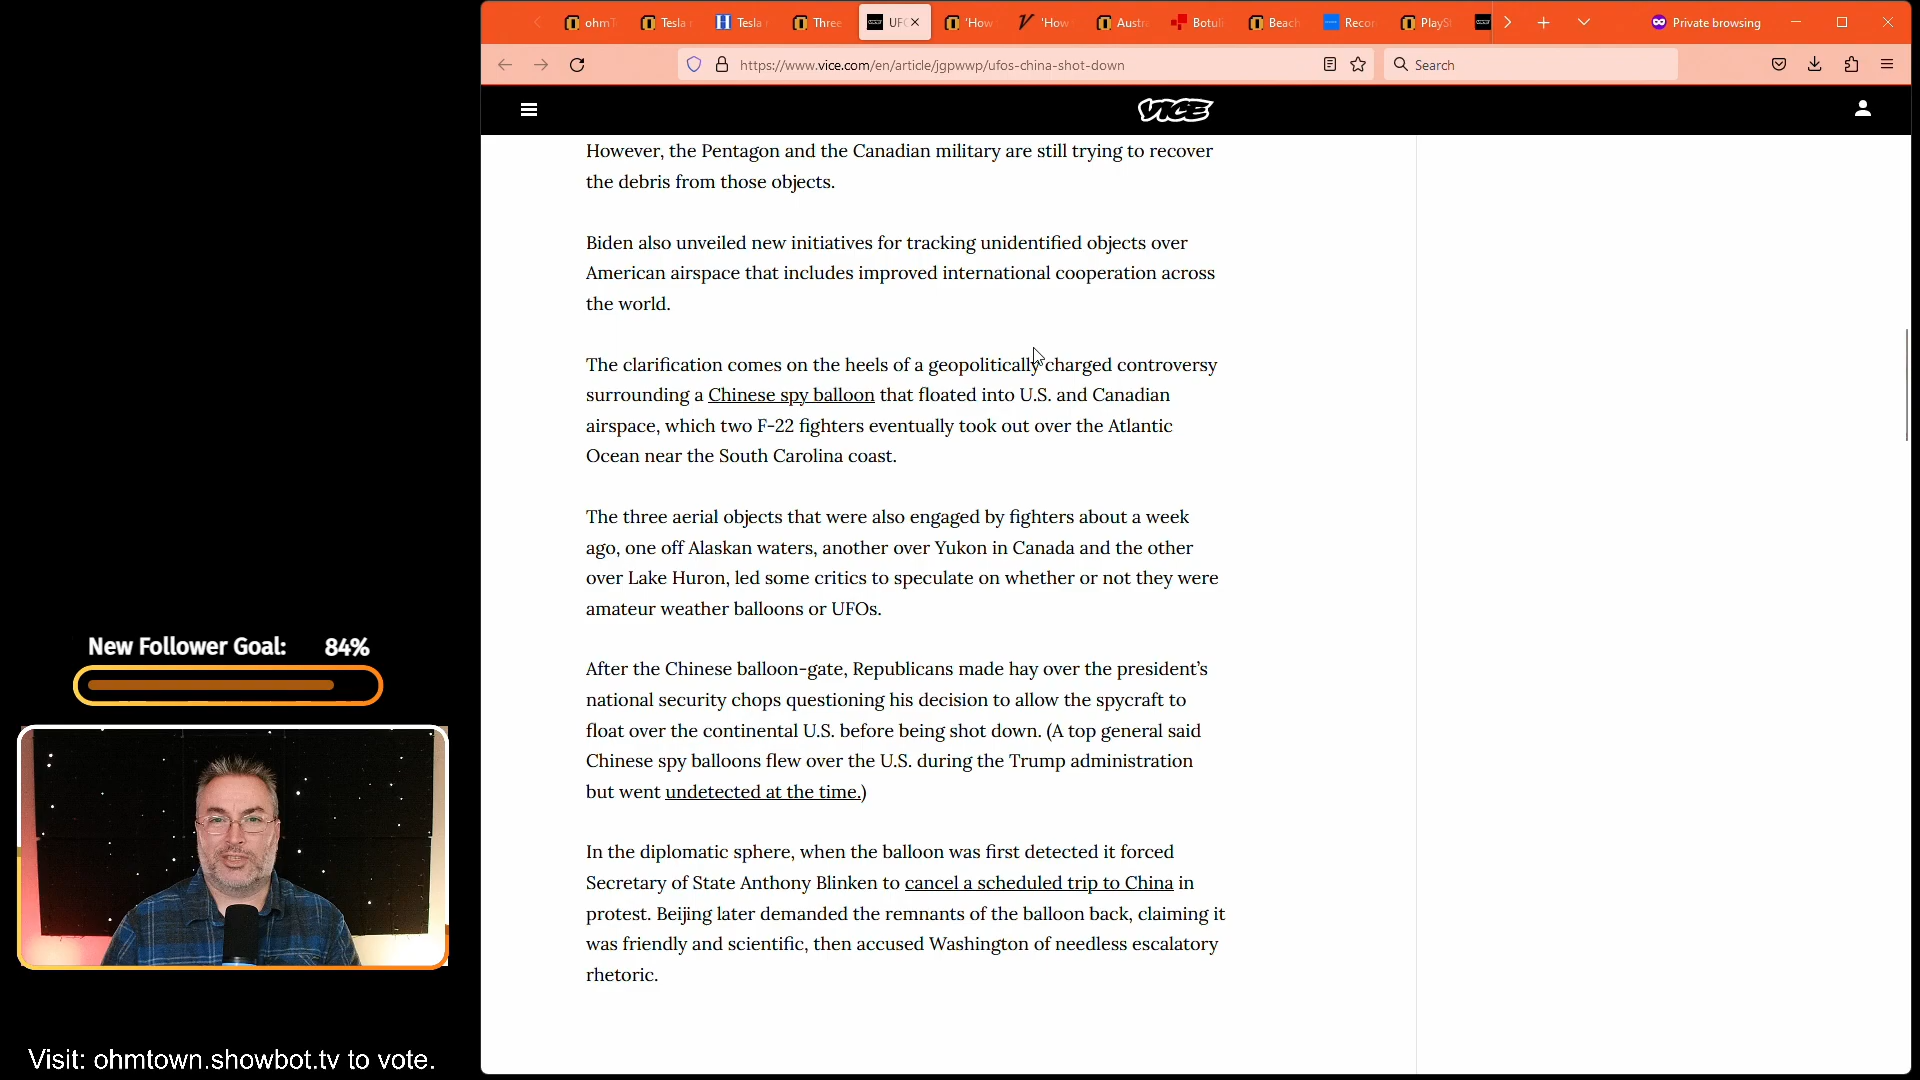 ohmT
Tesla
Tesla
Three
UFO
'How
'How
Austra
Botuli
Beach
Recor
PlaySt
Private browsing
https://www.vice.com/en/article/jgpwwp/ufos-china-shot-down
Search
VICE
However, the Pentagon and the Canadian military are still trying to recover
the debris from those objects.
Biden also unveiled new initiatives for tracking unidentified objects over
American airspace that includes improved international cooperation across
the world.
The clarification comes on the heels of a geopolitically charged controversy
surrounding a Chinese spy balloon that floated into U.S. and Canadian
airspace, which two F-22 fighters eventually took out over the Atlantic
Ocean near the South Carolina coast.
The three aerial objects that were also engaged by fighters about a week
ago, one off Alaskan waters, another over Yukon in Canada and the other
over Lake Huron, led some critics to speculate on whether or not they were
amateur weather balloons or UFOs.
After the Chinese balloon-gate, Republicans made hay over the president's
national security chops questioning his decision to allow the spycraft to
float over the continental U.S. before being shot down. (A top general said
Chinese spy balloons flew over the U.S. during the Trump administration
but went undetected at the time.)
In the diplomatic sphere, when the balloon was first detected it forced
Secretary of State Anthony Blinken to cancel a scheduled trip to China in
protest. Beijing later demanded the remnants of the balloon back, claiming it
was friendly and scientific, then accused Washington of needless escalatory
rhetoric.
New Follower Goal: 84%
Visit: ohmtown.showbot.tv to vote.